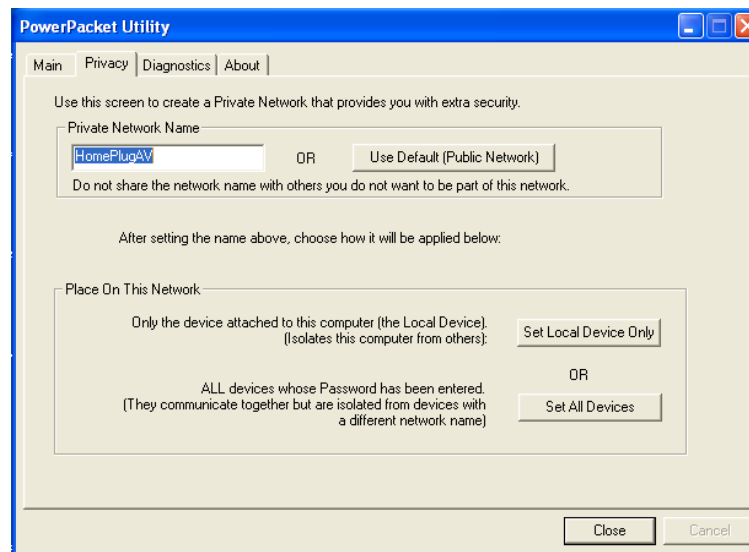 PowerPacket Utility
Main Privacy Diagnostics About
Use this screen to create a Private Network that provides you with extra security.
Private Network Name
HomePlugAV OR Use Default (Public Network)
Do not share the network name with others you do not want to be part of this network.
After setting the name above, choose how it will be applied below:
Place On This Network
Only the device attached to this computer (the Local Device).
(Isolates this computer from others): Set Local Device Only
OR
ALL devices whose Password has been entered.
(They communicate together but are isolated from devices with
a different network name) Set All Devices
Close Cancel